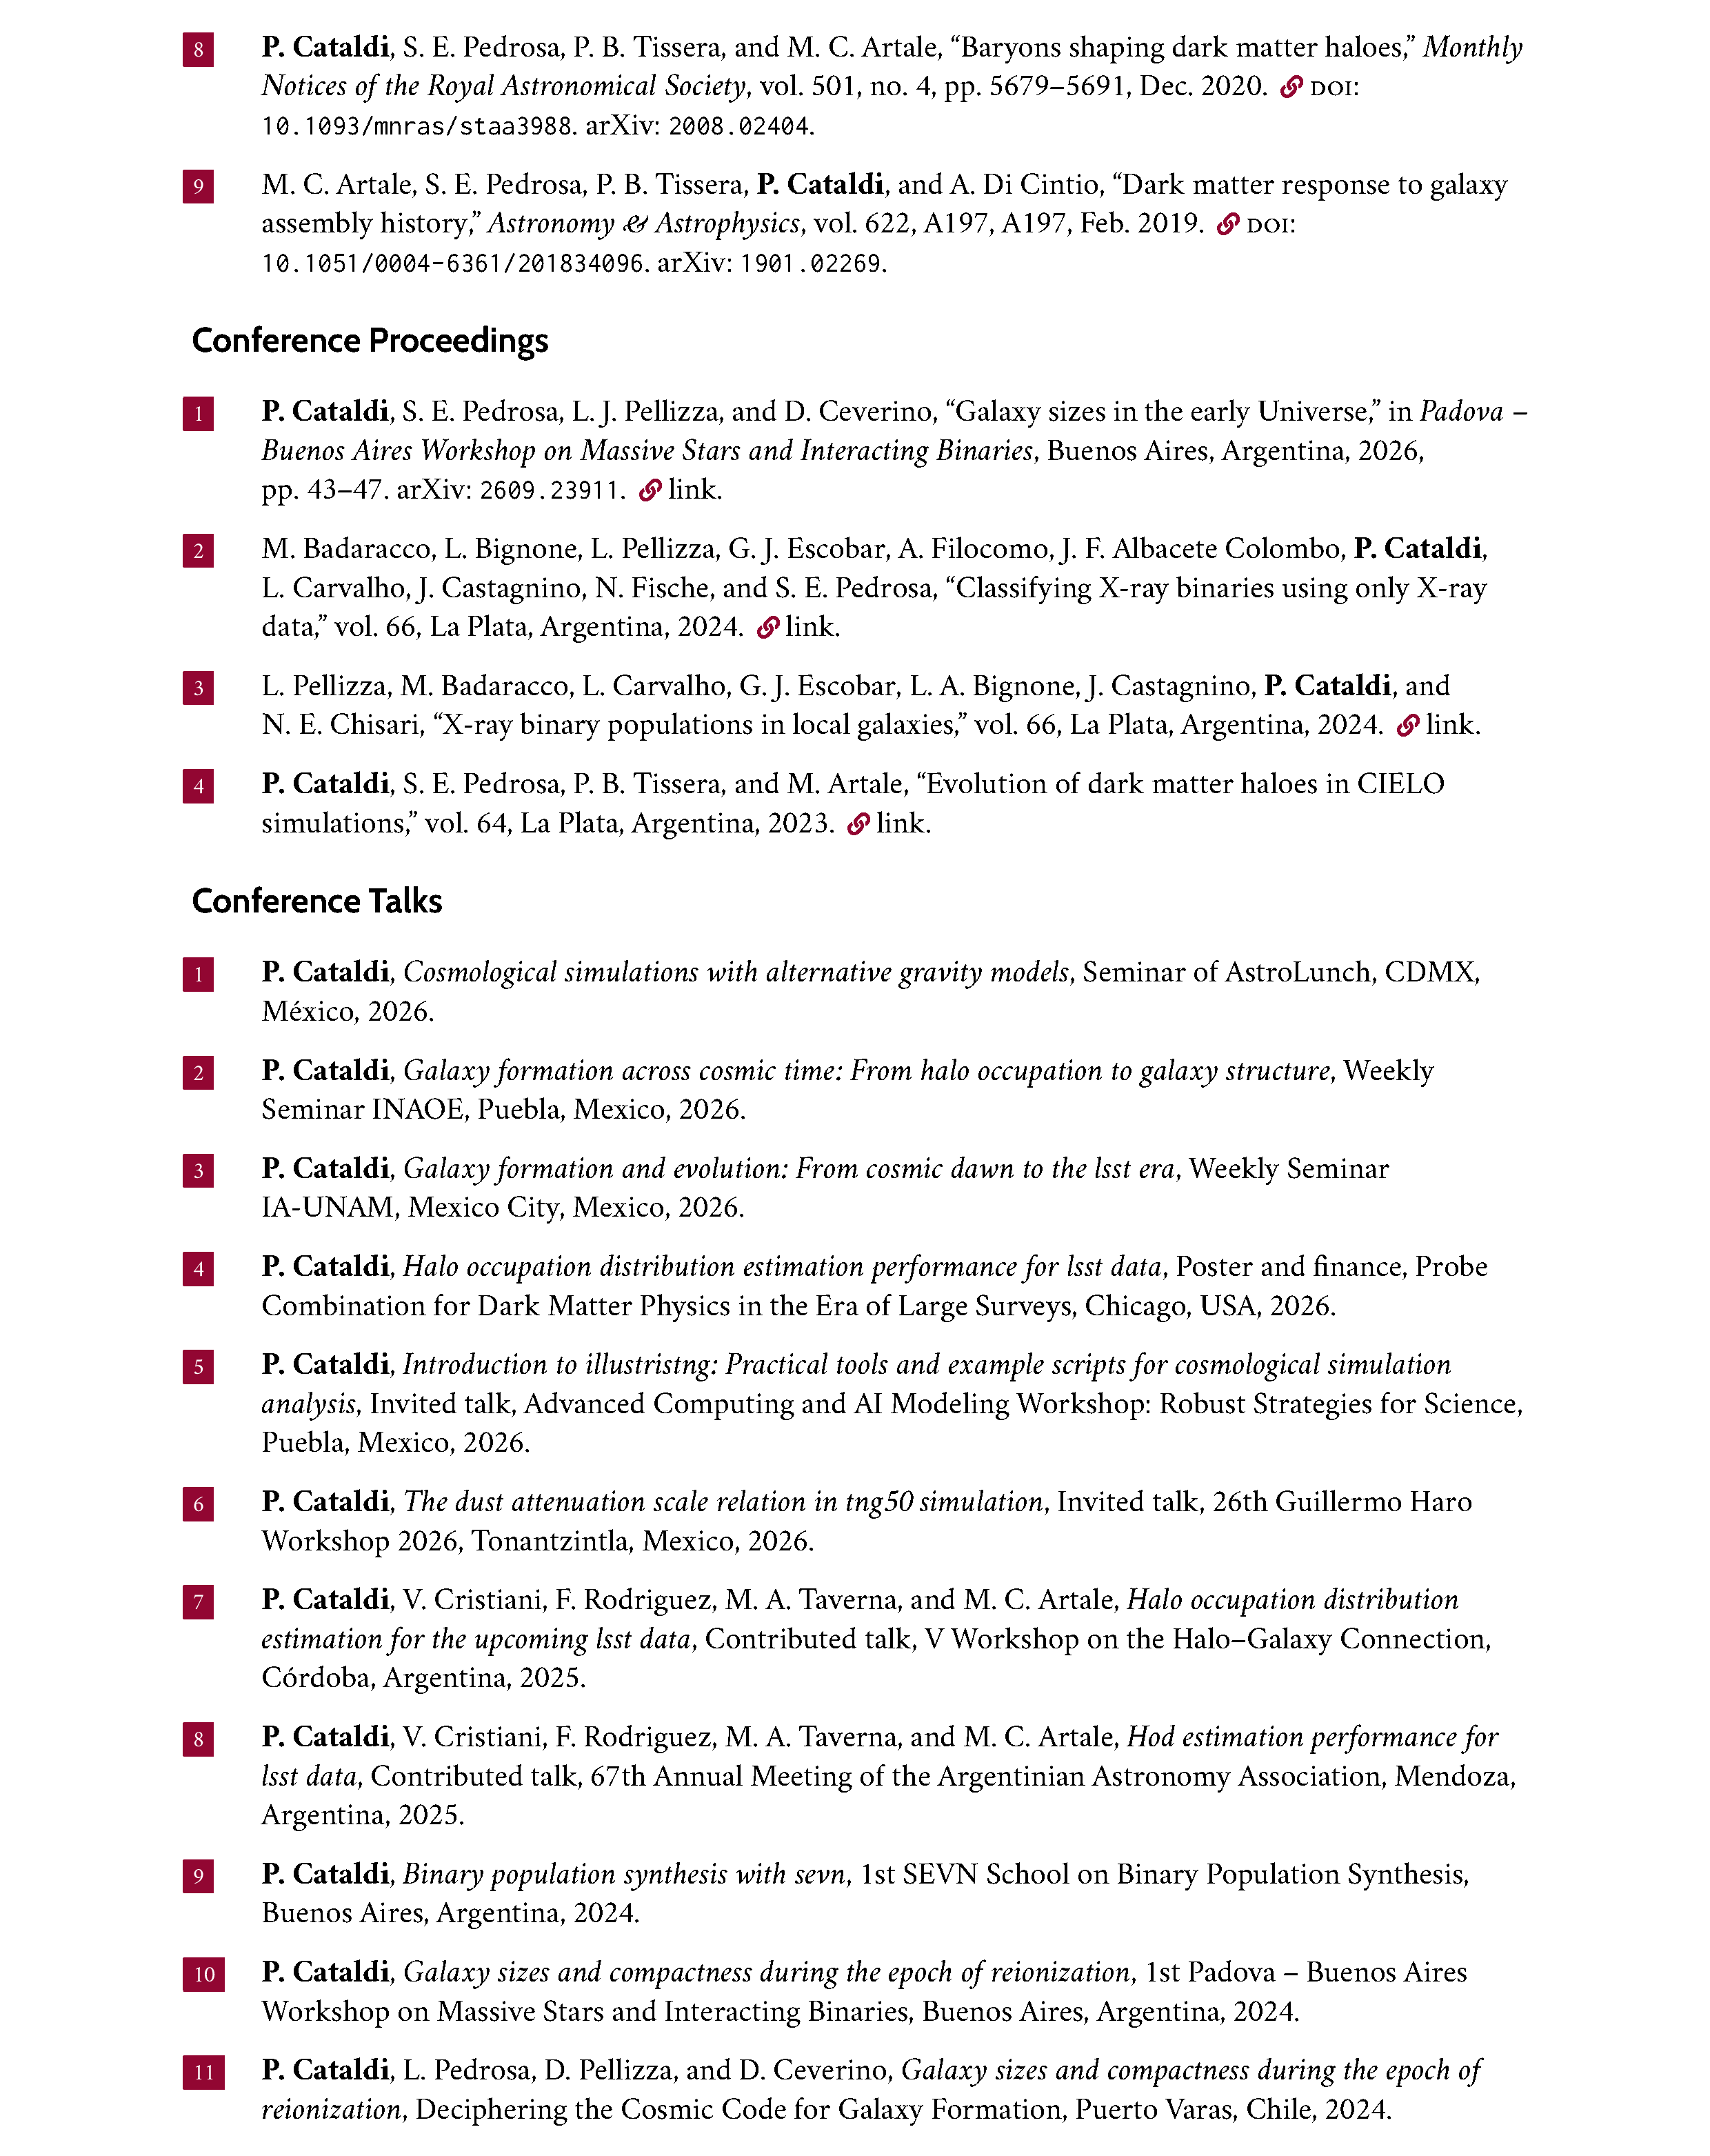 8 P. Cataldi, S. E. Pedrosa, P. B. Tissera, and M. C. Artale, “Baryons shaping dark matter haloes,” Monthly
Notices of the Royal Astronomical Society, vol. 501, no. 4, pp. 5679–5691, Dec. 2020. DOI:
10.1093/mnras/staa3988. arXiv: 2008.02404.
9 M. C. Artale, S. E. Pedrosa, P. B. Tissera, P. Cataldi, and A. Di Cintio, “Dark matter response to galaxy
assembly history,” Astronomy & Astrophysics, vol. 622, A197, A197, Feb. 2019. DOI:
10.1051/0004-6361/201834096. arXiv: 1901.02269.
Conference Proceedings
1 P. Cataldi, S. E. Pedrosa, L. J. Pellizza, and D. Ceverino, “Galaxy sizes in the early Universe,” in Padova –
Buenos Aires Workshop on Massive Stars and Interacting Binaries, Buenos Aires, Argentina, 2026,
pp. 43–47. arXiv: 2609.23911. link.
2 M. Badaracco, L. Bignone, L. Pellizza, G. J. Escobar, A. Filocomo, J. F. Albacete Colombo, P. Cataldi,
L. Carvalho, J. Castagnino, N. Fische, and S. E. Pedrosa, “Classifying X-ray binaries using only X-ray
data,” vol. 66, La Plata, Argentina, 2024. link.
3 L. Pellizza, M. Badaracco, L. Carvalho, G. J. Escobar, L. A. Bignone, J. Castagnino, P. Cataldi, and
N. E. Chisari, “X-ray binary populations in local galaxies,” vol. 66, La Plata, Argentina, 2024. link.
4 P. Cataldi, S. E. Pedrosa, P. B. Tissera, and M. Artale, “Evolution of dark matter haloes in CIELO
simulations,” vol. 64, La Plata, Argentina, 2023. link.
Conference Talks
1 P. Cataldi, Cosmological simulations with alternative gravity models, Seminar of AstroLunch, CDMX,
México, 2026.
2 P. Cataldi, Galaxy formation across cosmic time: From halo occupation to galaxy structure, Weekly
Seminar INAOE, Puebla, Mexico, 2026.
3 P. Cataldi, Galaxy formation and evolution: From cosmic dawn to the lsst era, Weekly Seminar
IA-UNAM, Mexico City, Mexico, 2026.
4 P. Cataldi, Halo occupation distribution estimation performance for lsst data, Poster and finance, Probe
Combination for Dark Matter Physics in the Era of Large Surveys, Chicago, USA, 2026.
5 P. Cataldi, Introduction to illustristng: Practical tools and example scripts for cosmological simulation
analysis, Invited talk, Advanced Computing and AI Modeling Workshop: Robust Strategies for Science,
Puebla, Mexico, 2026.
6 P. Cataldi, The dust attenuation scale relation in tng50 simulation, Invited talk, 26th Guillermo Haro
Workshop 2026, Tonantzintla, Mexico, 2026.
7 P. Cataldi, V. Cristiani, F. Rodriguez, M. A. Taverna, and M. C. Artale, Halo occupation distribution
estimation for the upcoming lsst data, Contributed talk, V Workshop on the Halo–Galaxy Connection,
Córdoba, Argentina, 2025.
8 P. Cataldi, V. Cristiani, F. Rodriguez, M. A. Taverna, and M. C. Artale, Hod estimation performance for
lsst data, Contributed talk, 67th Annual Meeting of the Argentinian Astronomy Association, Mendoza,
Argentina, 2025.
9 P. Cataldi, Binary population synthesis with sevn, 1st SEVN School on Binary Population Synthesis,
Buenos Aires, Argentina, 2024.
10 P. Cataldi, Galaxy sizes and compactness during the epoch of reionization, 1st Padova – Buenos Aires
Workshop on Massive Stars and Interacting Binaries, Buenos Aires, Argentina, 2024.
11 P. Cataldi, L. Pedrosa, D. Pellizza, and D. Ceverino, Galaxy sizes and compactness during the epoch of
reionization, Deciphering the Cosmic Code for Galaxy Formation, Puerto Varas, Chile, 2024.